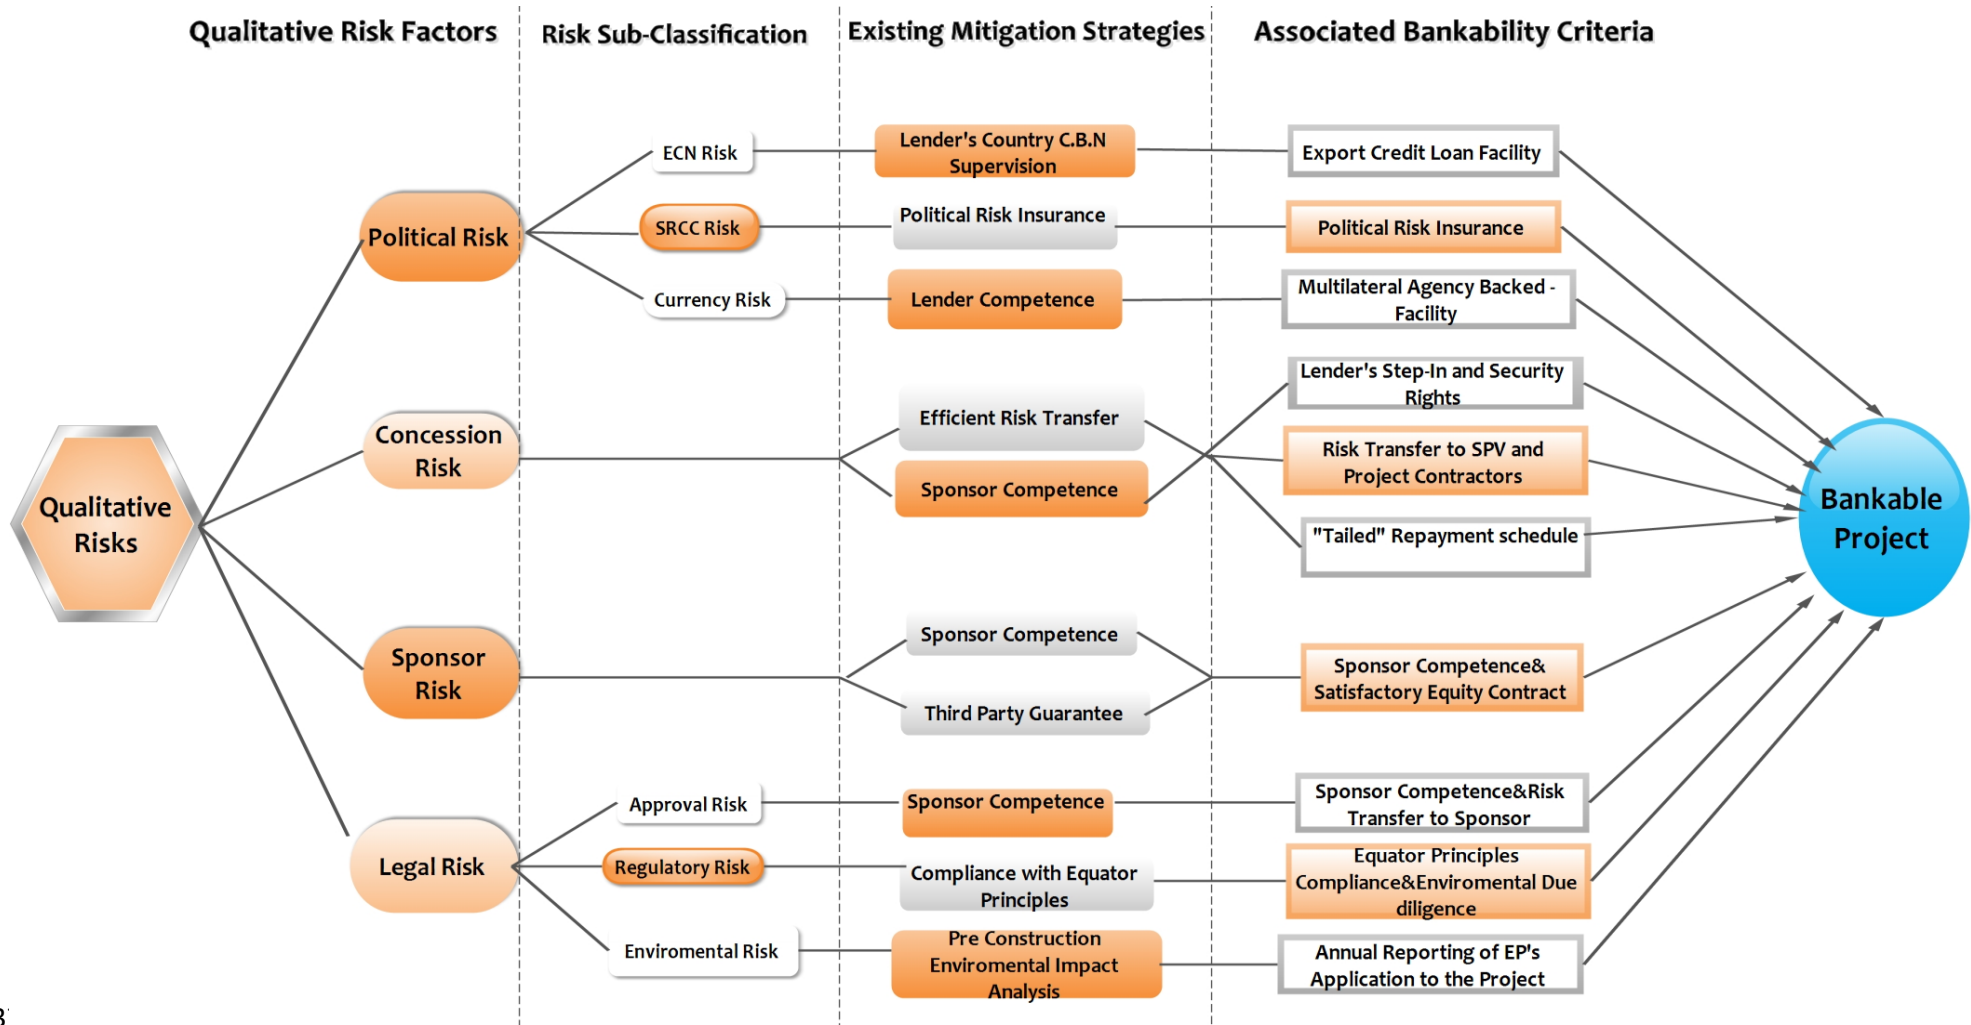 Qualitative Risk Factors
Risk Sub-Classification
Existing Mitigation Strategies
Associated Bankability Criteria
Qualitative
Risks
Political Risk
ECN Risk
Lender's Country C.B.N
Supervision
Export Credit Loan Facility
SRCC Risk
Political Risk Insurance
Political Risk Insurance
Currency Risk
Lender Competence
Multilateral Agency Backed -
Facility
Concession
Risk
Efficient Risk Transfer
Sponsor Competence
Lender's Step-In and Security
Rights
Risk Transfer to SPV and
Project Contractors
"Tailed" Repayment schedule
Sponsor
Risk
Sponsor Competence
Third Party Guarantee
Sponsor Competence&
Satisfactory Equity Contract
Legal Risk
Approval Risk
Sponsor Competence
Sponsor Competence&Risk
Transfer to Sponsor
Regulatory Risk
Compliance with Equator
Principles
Equator Principles
Compliance&Enviromental Due
diligence
Enviromental Risk
Pre Construction
Enviromental Impact
Analysis
Annual Reporting of EP's
Application to the Project
Bankable
Project